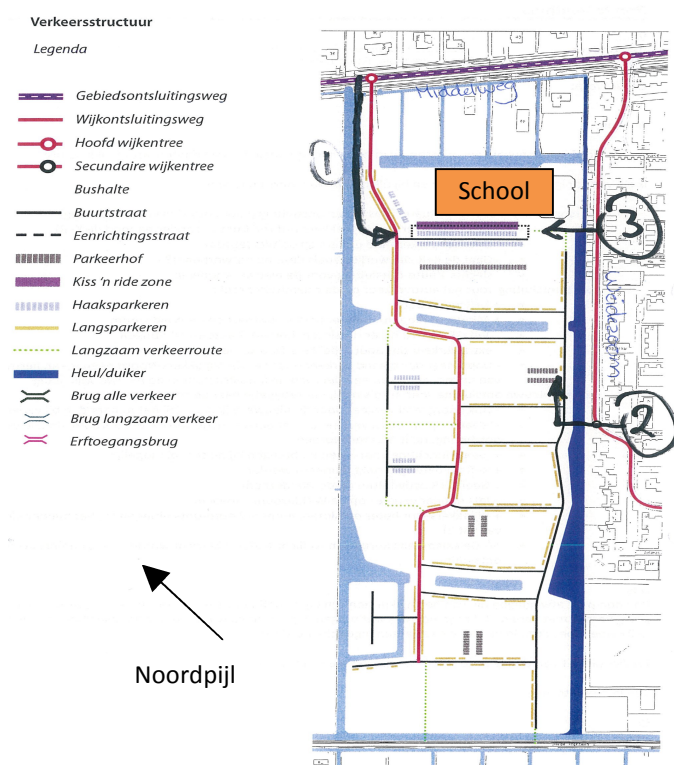 Verkeersstructuur
Legenda
Gebiedsontsluitingsweg
Wijkontsluitingsweg
Hoofd wijkentree
Secundaire wijkentree
Bushalte
Buurtstraat
Eenrichtingsstraat
Parkeerhof
Kiss 'n ride zone
Haaksparkeren
Langsparkeren
Langzaam verkeerroute
Heul/duiker
Brug alle verkeer
Brug langzaam verkeer
Erftoegangsbrug
Noordpijl
Middelweg
1
School
3
Weidezoom
2